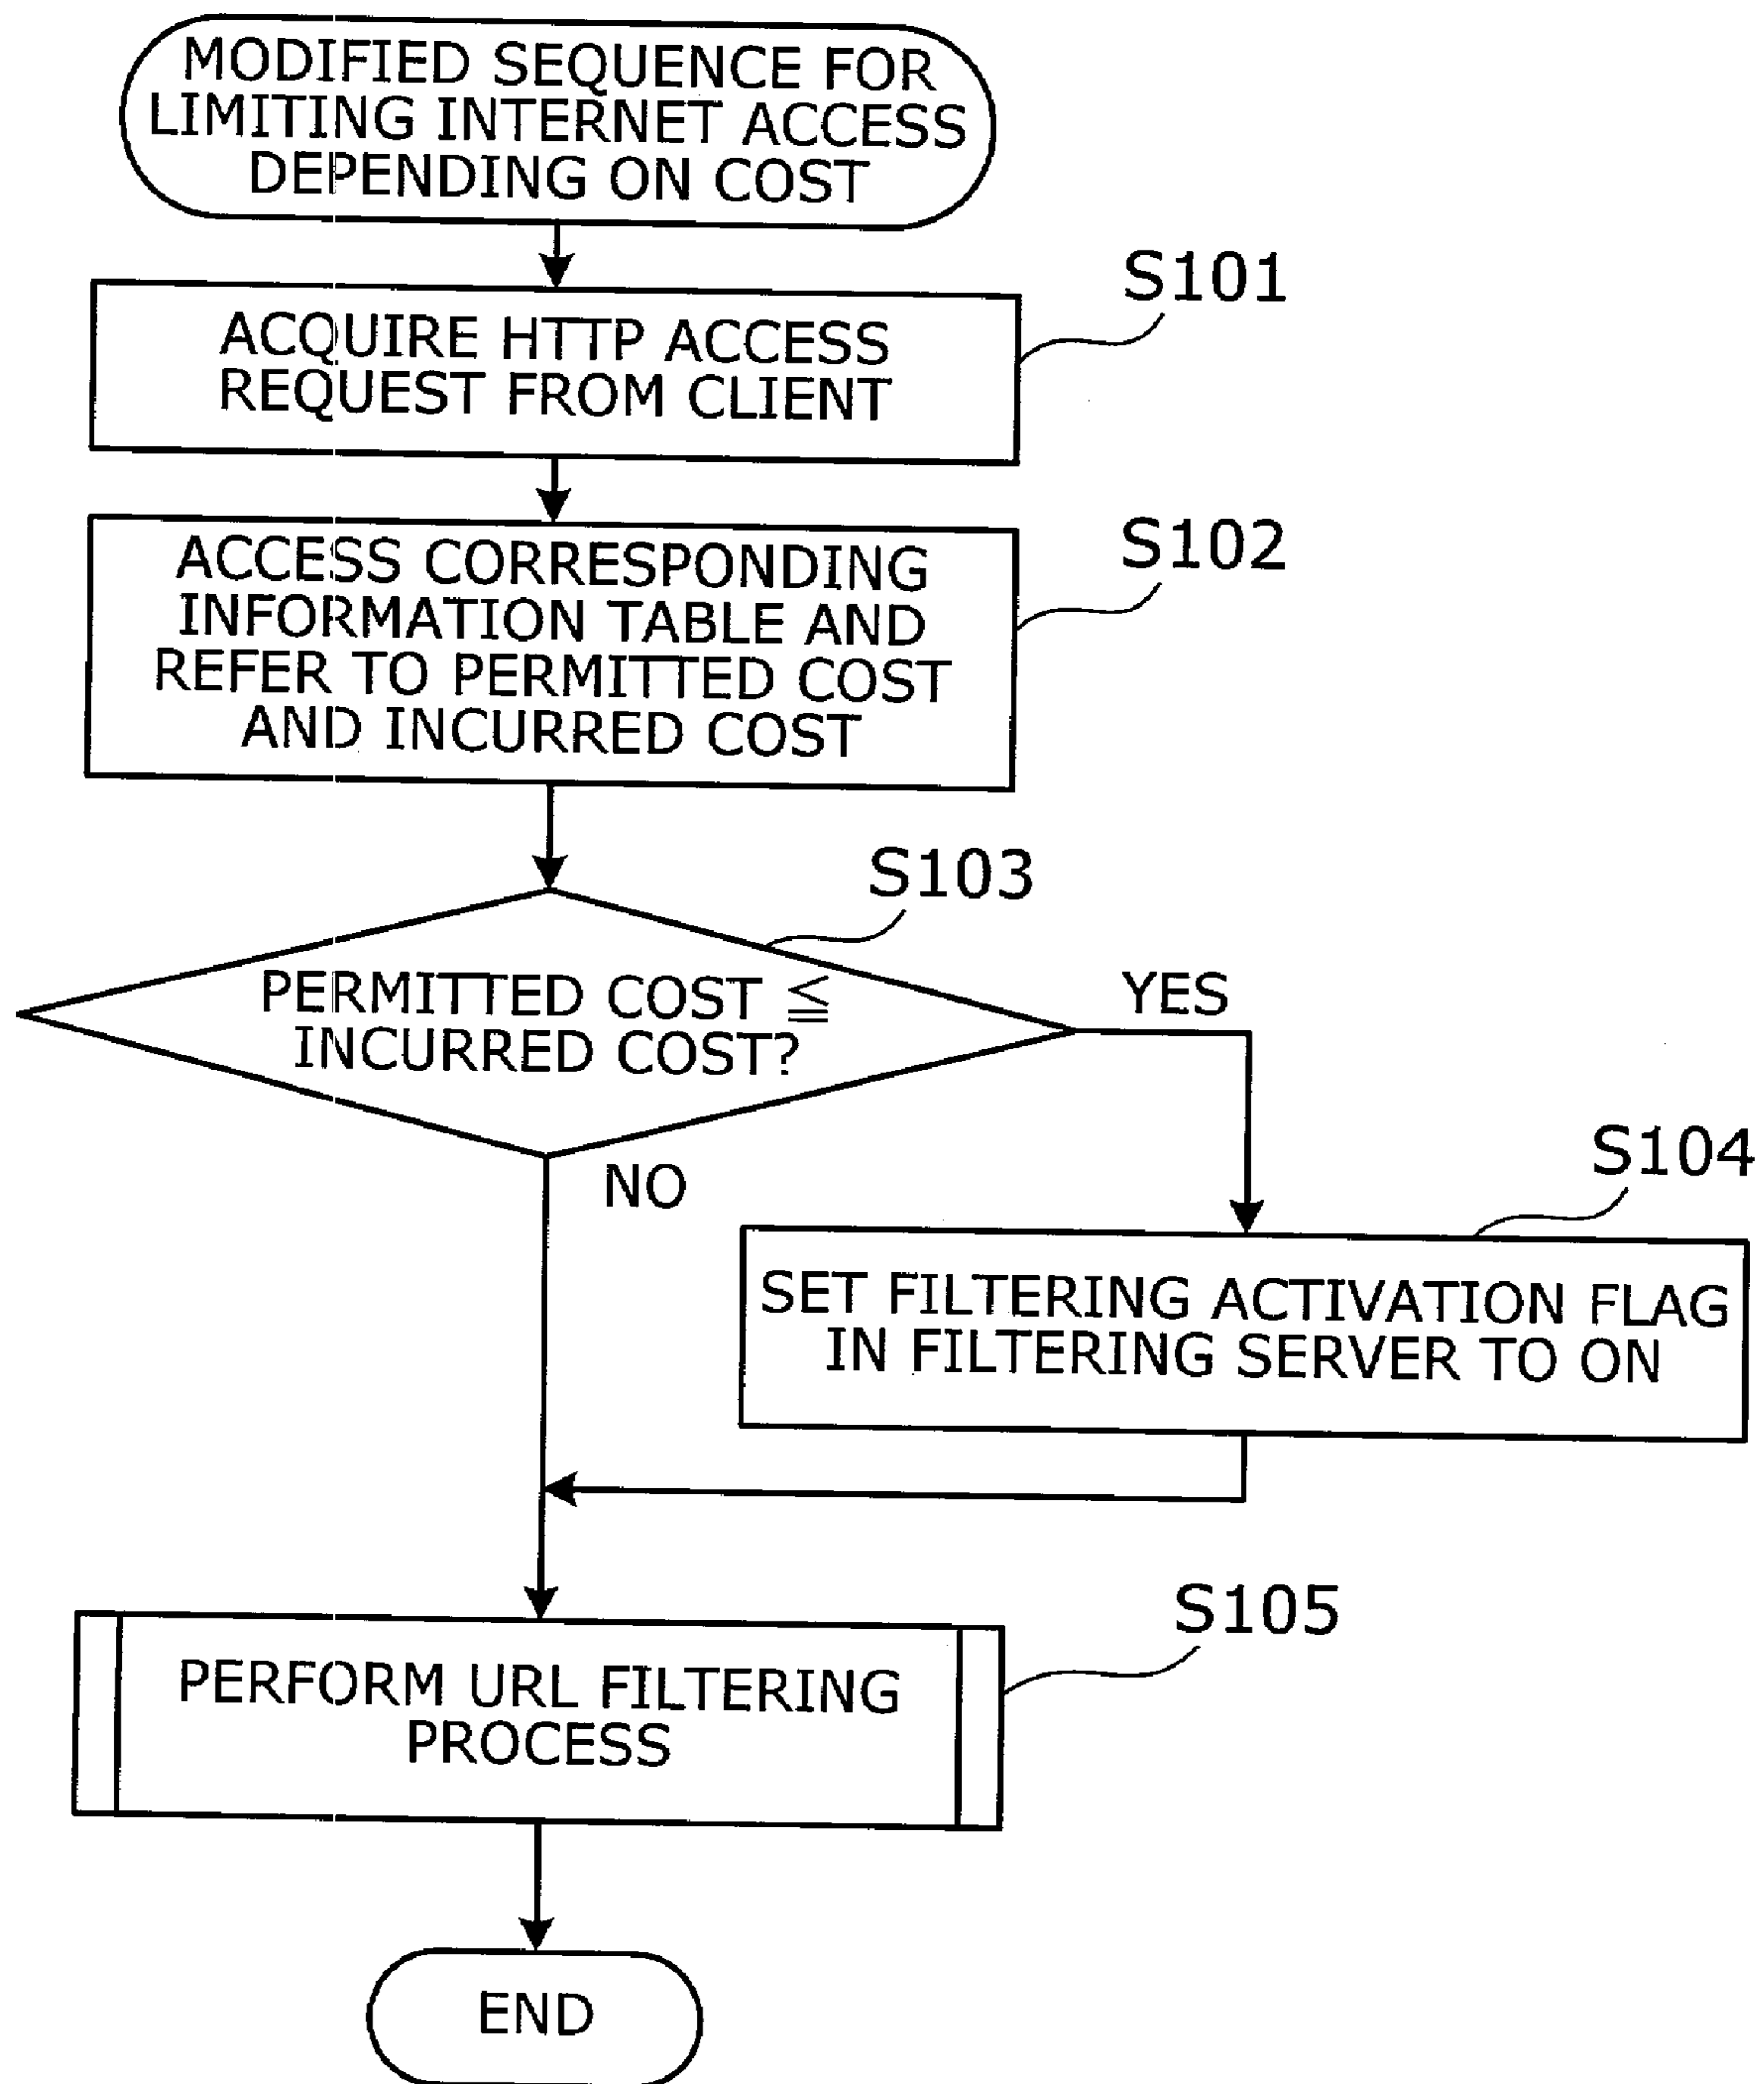 MODIFIED SEQUENCE FOR
LIMITING INTERNET ACCESS
DEPENDING ON COST
S101
ACQUIRE HTTP ACCESS
REQUEST FROM CLIENT
S102
ACCESS CORRESPONDING
INFORMATION TABLE AND
REFER TO PERMITTED COST
AND INCURRED COST
S103
PERMITTED COST ≦
INCURRED COST?
YES
NO
S104
SET FILTERING ACTIVATION FLAG
IN FILTERING SERVER TO ON
S105
PERFORM URL FILTERING
PROCESS
END